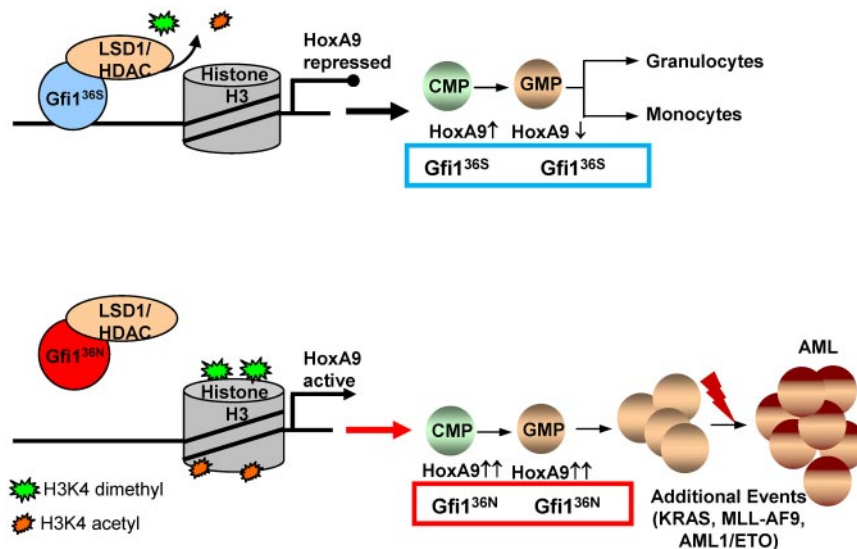 LSD1/
HDAC
Gfi1³⁶ˢ
Histone
H3
HoxA9
repressed
CMP
GMP
Granulocytes
Monocytes
HoxA9↑ HoxA9↓
Gfi1³⁶ˢ Gfi1³⁶ˢ
LSD1/
HDAC
Gfi1³⁶ᴺ
Histone
H3
HoxA9
active
CMP
GMP
AML
HoxA9↑↑ HoxA9↑↑
Gfi1³⁶ᴺ Gfi1³⁶ᴺ
Additional Events
(KRAS, MLL-AF9,
AML1/ETO)
H3K4 dimethyl
H3K4 acetyl